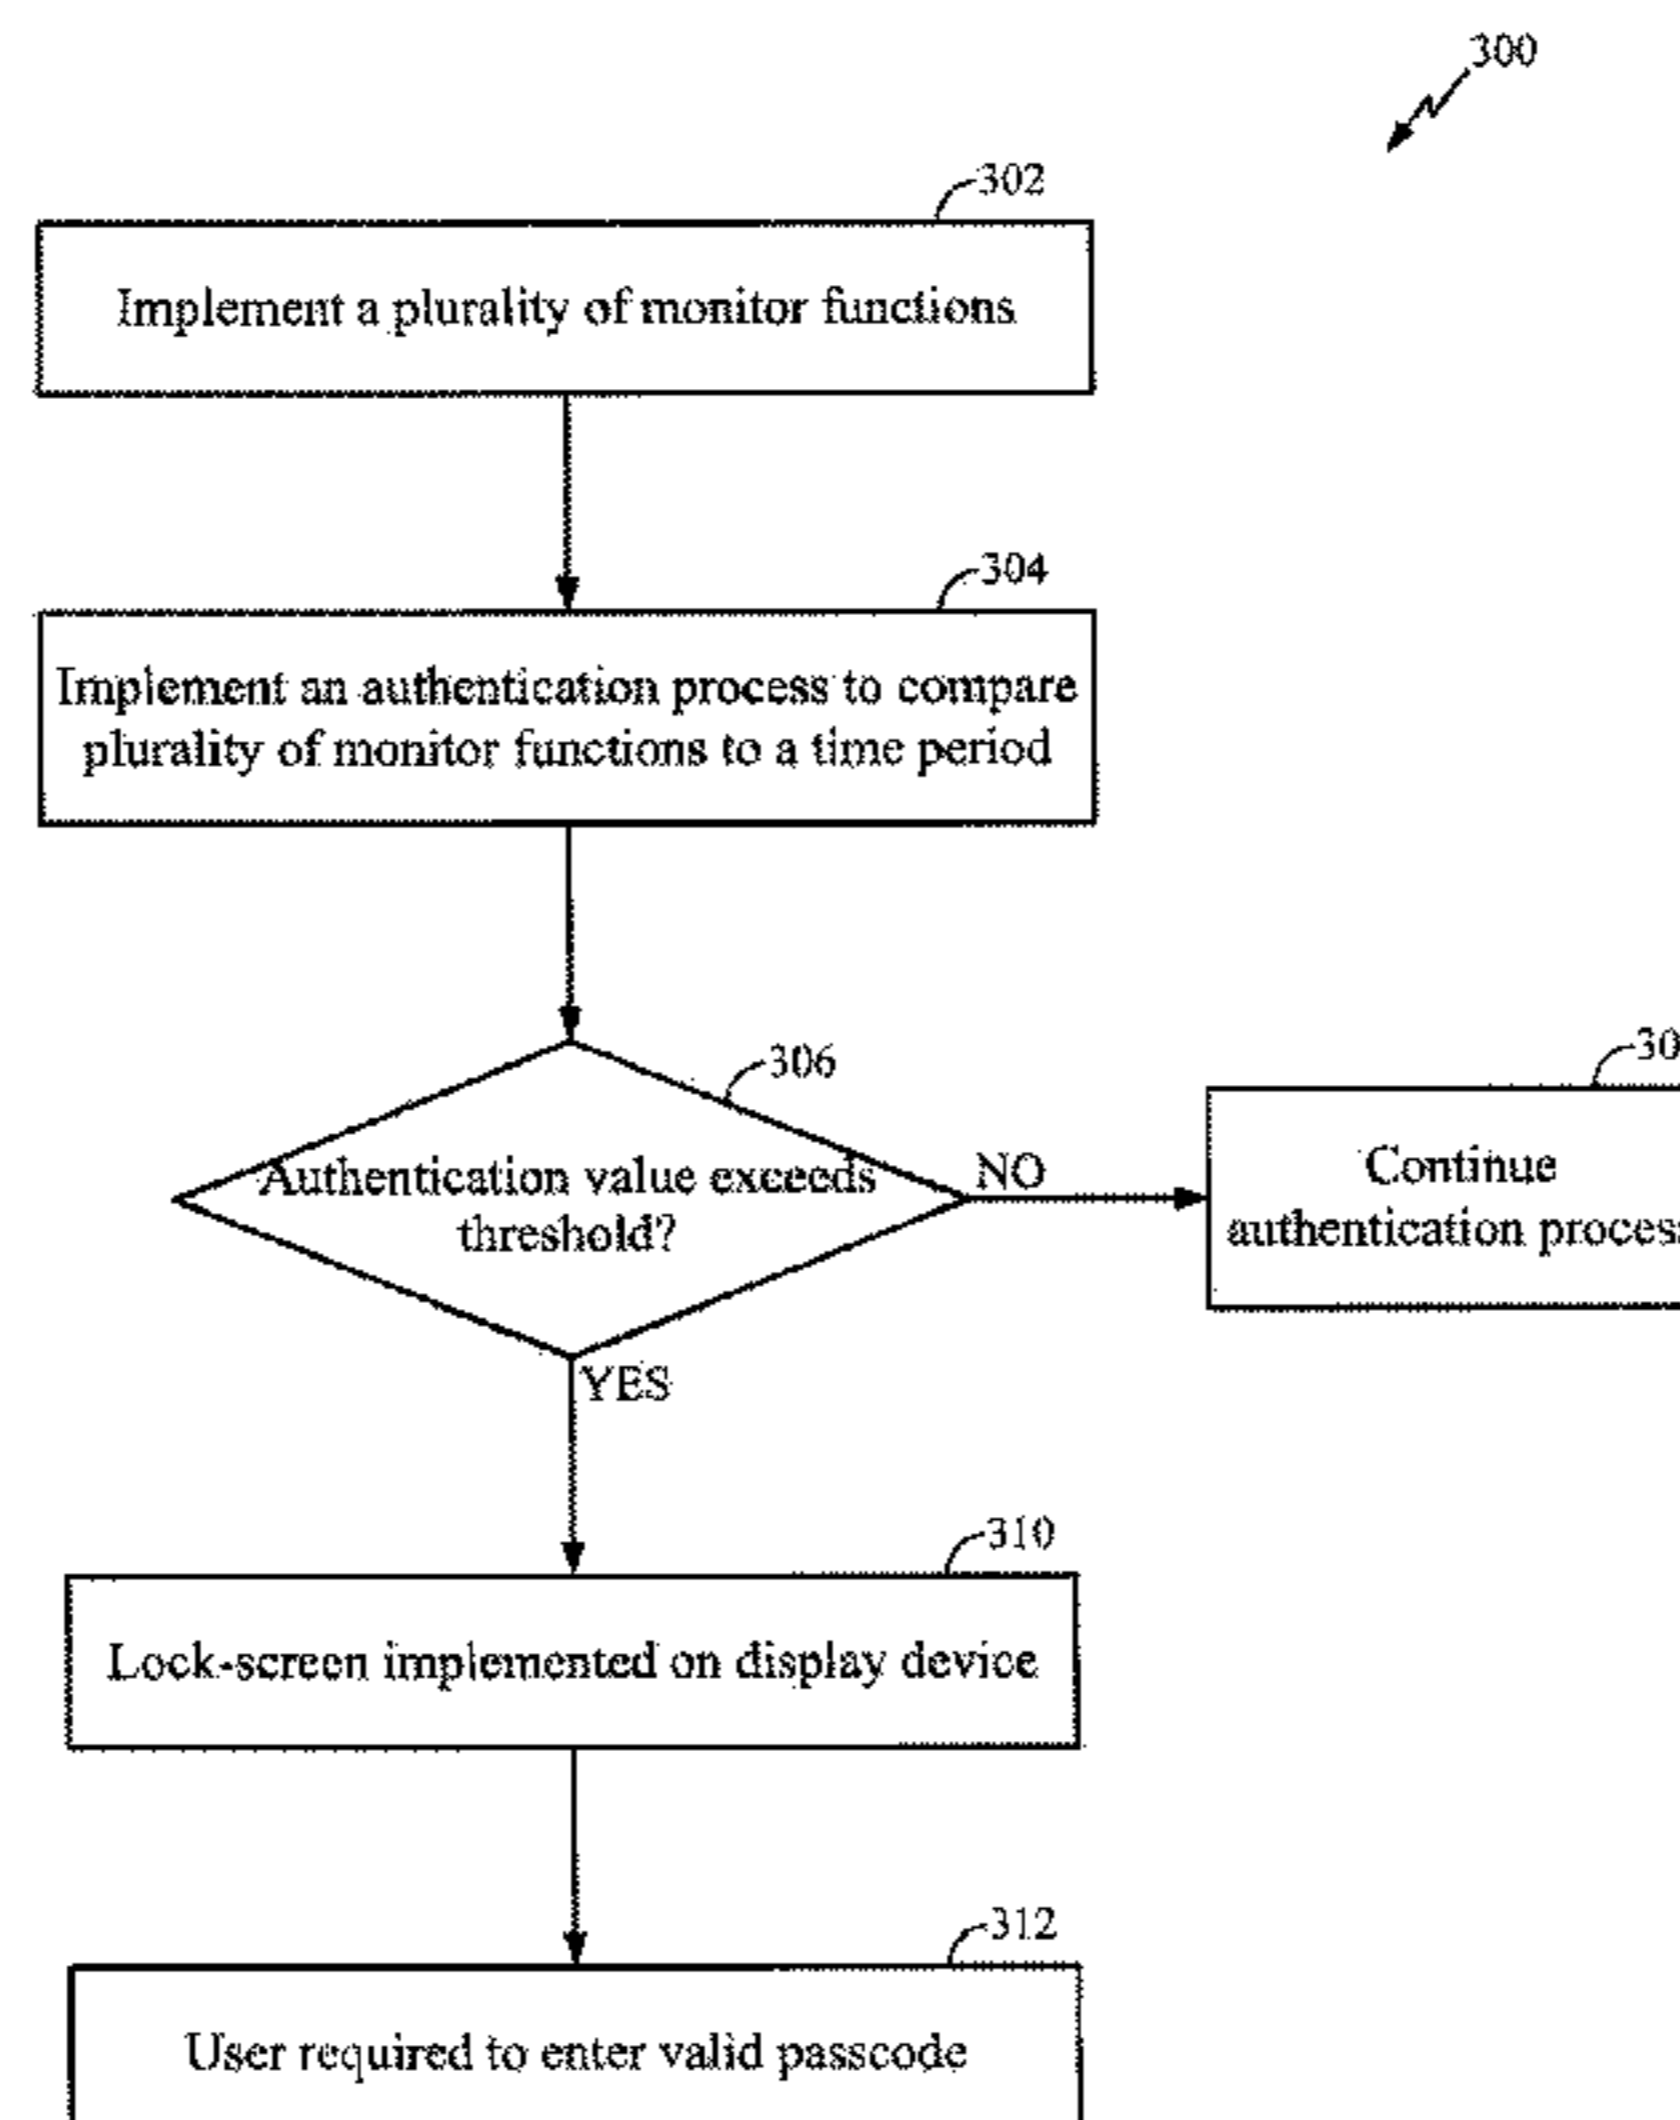 300
302
Implement a plurality of monitor functions
304
Implement an authentication process to compare
plurality of monitor functions to a time period
306
Authentication value exceeds
threshold?
NO
Continue
authentication
YES
310
Lock-screen implemented on display device
312
User required to enter valid passcode